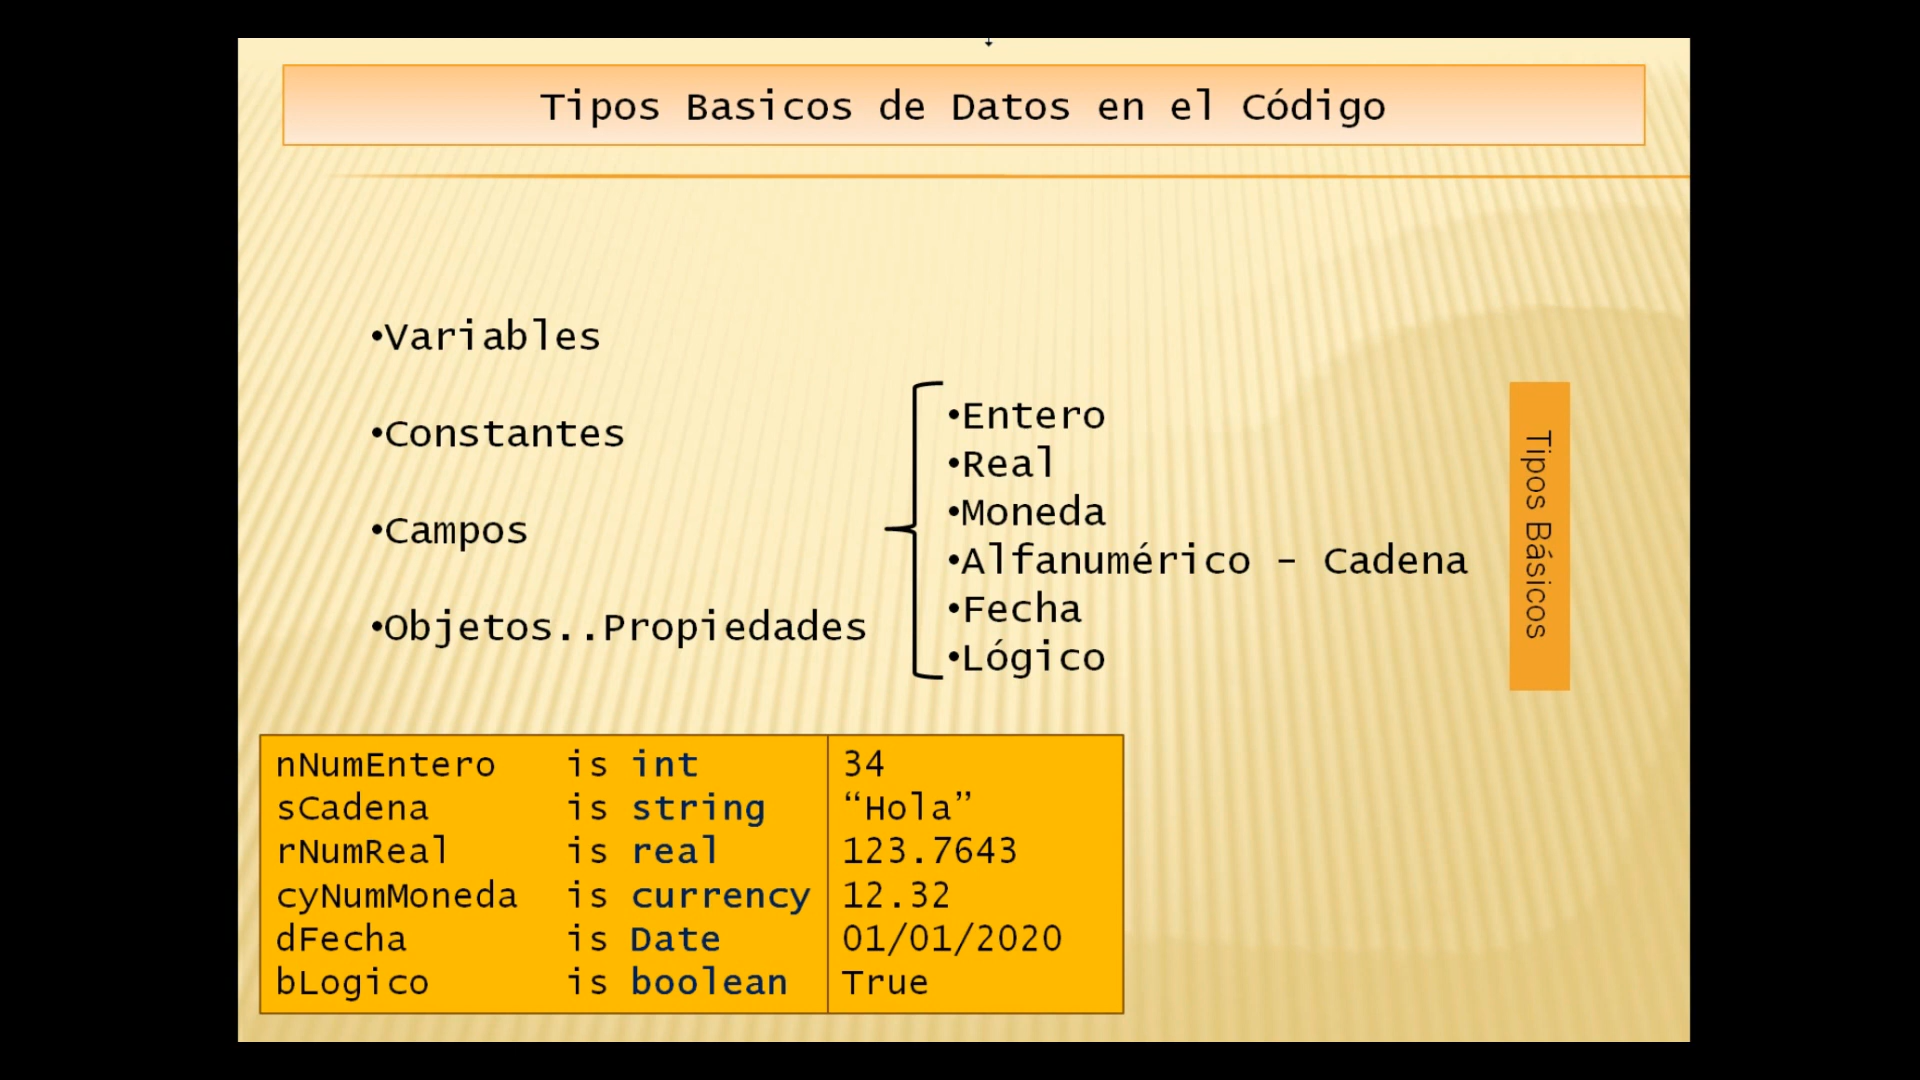 Tipos Basicos de Datos en el Código
•Variables
•Constantes
•Campos
•Objetos..Propiedades
•Entero
•Real
•Moneda
•Alfanumérico – Cadena
•Fecha
•Lógico
Tipos Básicos
nNumEntero is int 34
sCadena is string “Hola”
rNumReal is real 123.7643
cyNumMoneda is currency 12.32
dFecha is Date 01/01/2020
bLogico is boolean True